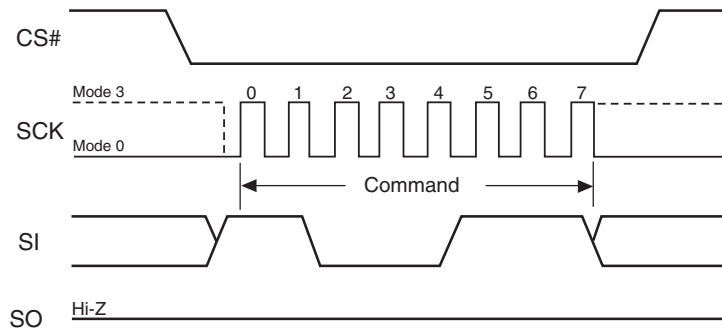 CS#
Mode 3
0 1 2 3 4 5 6 7
SCK
Mode 0
Command
SI
Hi-Z
SO